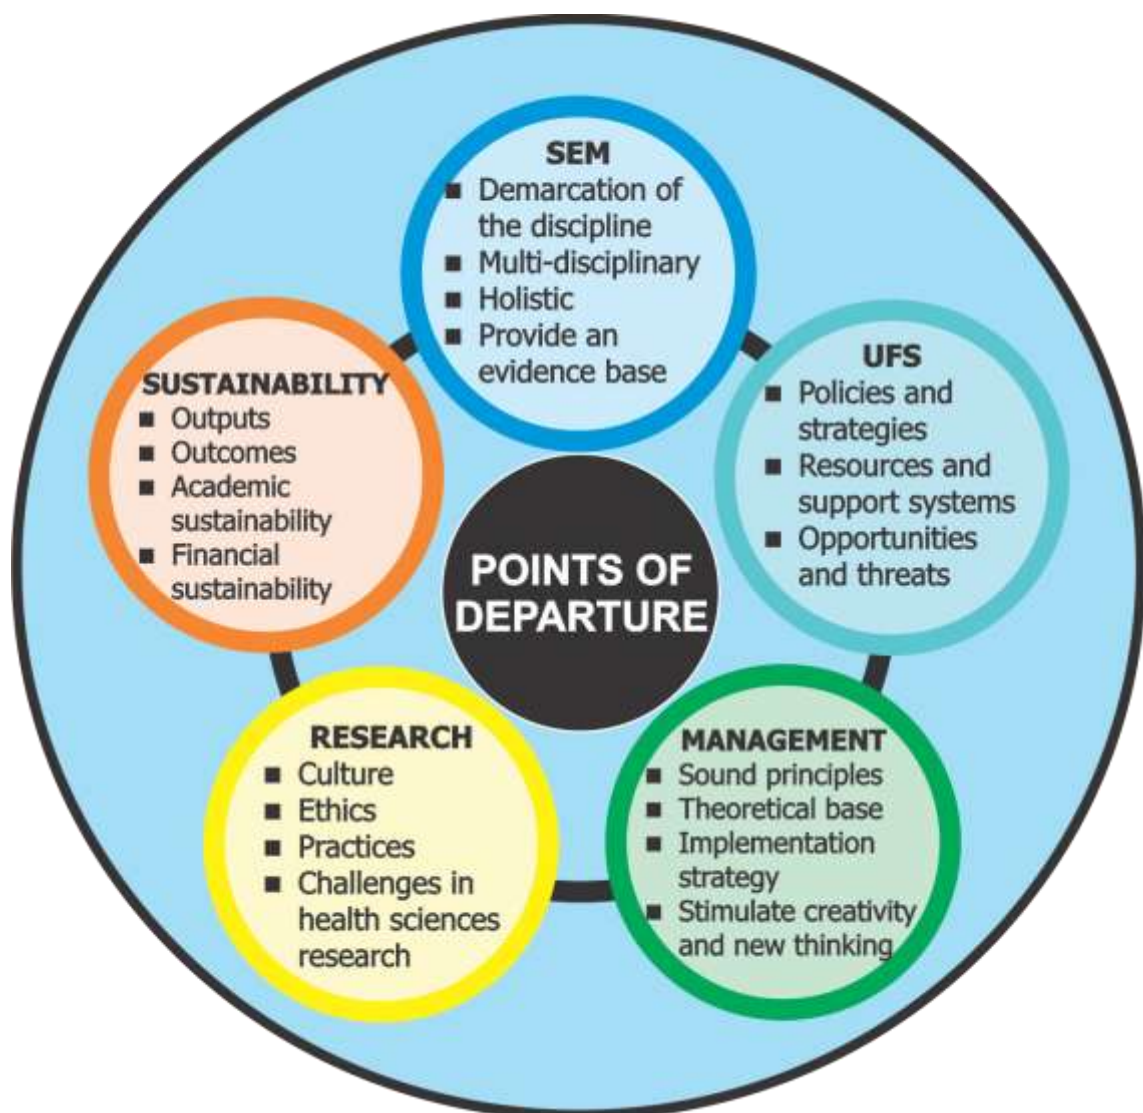 SEM
■ Demarcation of
the discipline
■ Multi-disciplinary
■ Holistic
■ Provide an
evidence base
UFS
■ Policies and
strategies
■ Resources and
support systems
■ Opportunities
and threats
MANAGEMENT
■ Sound principles
■ Theoretical base
■ Implementation
strategy
■ Stimulate creativity
and new thinking
RESEARCH
■ Culture
■ Ethics
■ Practices
■ Challenges in
health sciences
research
SUSTAINABILITY
■ Outputs
■ Outcomes
■ Academic
sustainability
■ Financial
sustainability
POINTS OF
DEPARTURE